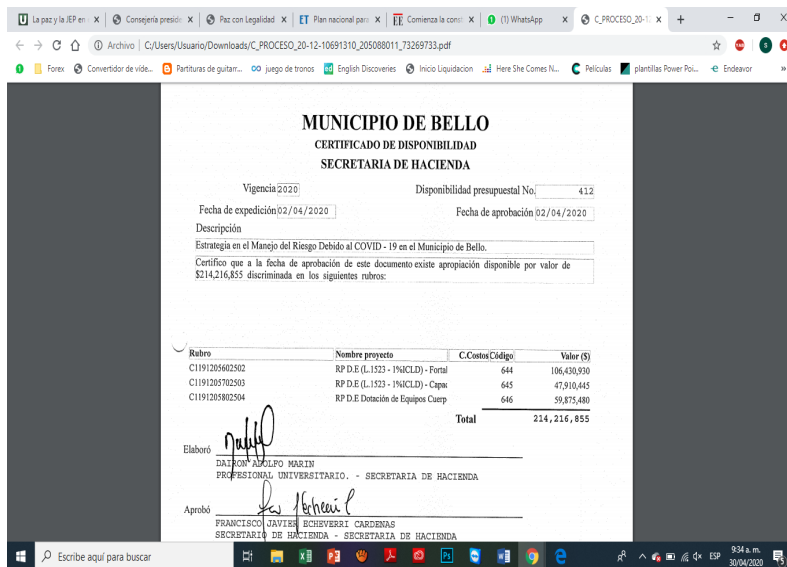 La paz y la JEP en
Consejería preside
Paz con Legalidad
ET Plan nacional para
EE Comienza la const
(1) WhatsApp
C_PROCESO_20-12
Archivo | C:/Users/Usuario/Downloads/C_PROCESO_20-12-10691310_205088011_73269733.pdf
Forex
Convertidor de víde...
Partituras de guitarr...
juego de tronos
ed English Discoveries
Inicio Liquidacion
Here She Comes N...
Películas
plantillas Power Poi...
Endeavor
MUNICIPIO DE BELLO
CERTIFICADO DE DISPONIBILIDAD
SECRETARIA DE HACIENDA
Vigencia 2020 Disponibilidad presupuestal No. 412
Fecha de expedición 02/04/2020 Fecha de aprobación 02/04/2020
Descripción
Estrategia en el Manejo del Riesgo Debido al COVID - 19 en el Municipio de Bello.
Certifico que a la fecha de aprobación de este documento existe apropiación disponible por valor de
$214,216,855 discriminada en los siguientes rubros:
Rubro Nombre proyecto C.Costos Código Valor ($)
C1191205602502 RP D.E (L.1523 - 1%ICLD) - Fortal 644 106,430,930
C1191205702503 RP D.E (L.1523 - 1%ICLD) - Capac 645 47,910,445
C1191205802504 RP D.E Dotación de Equipos Cuerp 646 59,875,480
Total 214,216,855
Elaboró
DAIRON ADOLFO MARIN
PROFESIONAL UNIVERSITARIO. - SECRETARIA DE HACIENDA
Aprobó
FRANCISCO JAVIER ECHEVERRI CARDENAS
SECRETARIO DE HACIENDA - SECRETARIA DE HACIENDA
Escribe aquí para buscar
ESP
9:34 a. m.
30/04/2020